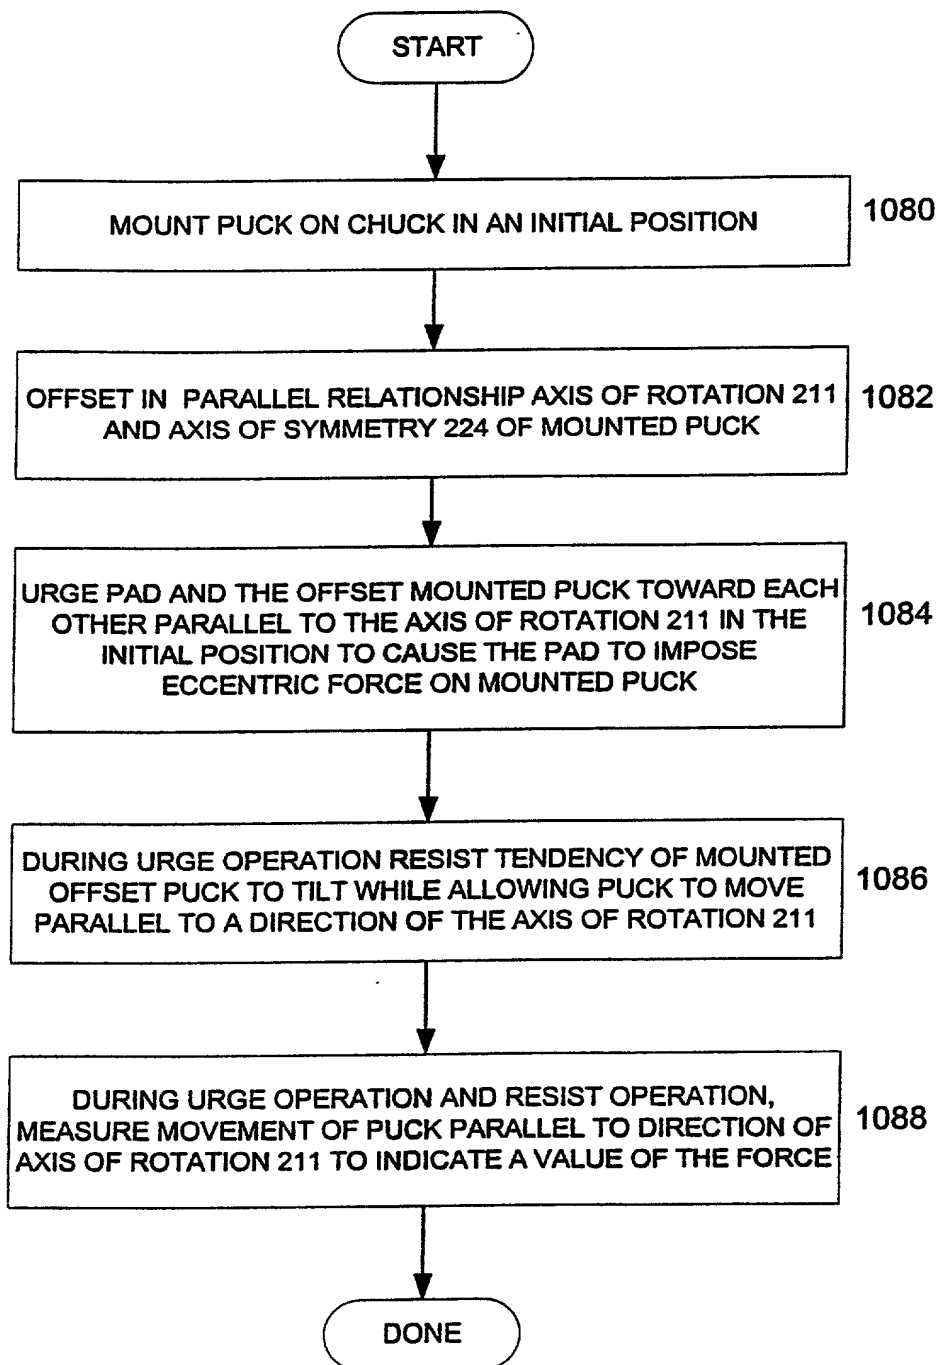 START
MOUNT PUCK ON CHUCK IN AN INITIAL POSITION
1080
OFFSET IN PARALLEL RELATIONSHIP AXIS OF ROTATION 211
AND AXIS OF SYMMETRY 224 OF MOUNTED PUCK
1082
URGE PAD AND THE OFFSET MOUNTED PUCK TOWARD EACH
OTHER PARALLEL TO THE AXIS OF ROTATION 211 IN THE
INITIAL POSITION TO CAUSE THE PAD TO IMPOSE
ECCENTRIC FORCE ON MOUNTED PUCK
1084
DURING URGE OPERATION RESIST TENDENCY OF MOUNTED
OFFSET PUCK TO TILT WHILE ALLOWING PUCK TO MOVE
PARALLEL TO A DIRECTION OF THE AXIS OF ROTATION 211
1086
DURING URGE OPERATION AND RESIST OPERATION,
MEASURE MOVEMENT OF PUCK PARALLEL TO DIRECTION OF
AXIS OF ROTATION 211 TO INDICATE A VALUE OF THE FORCE
1088
DONE